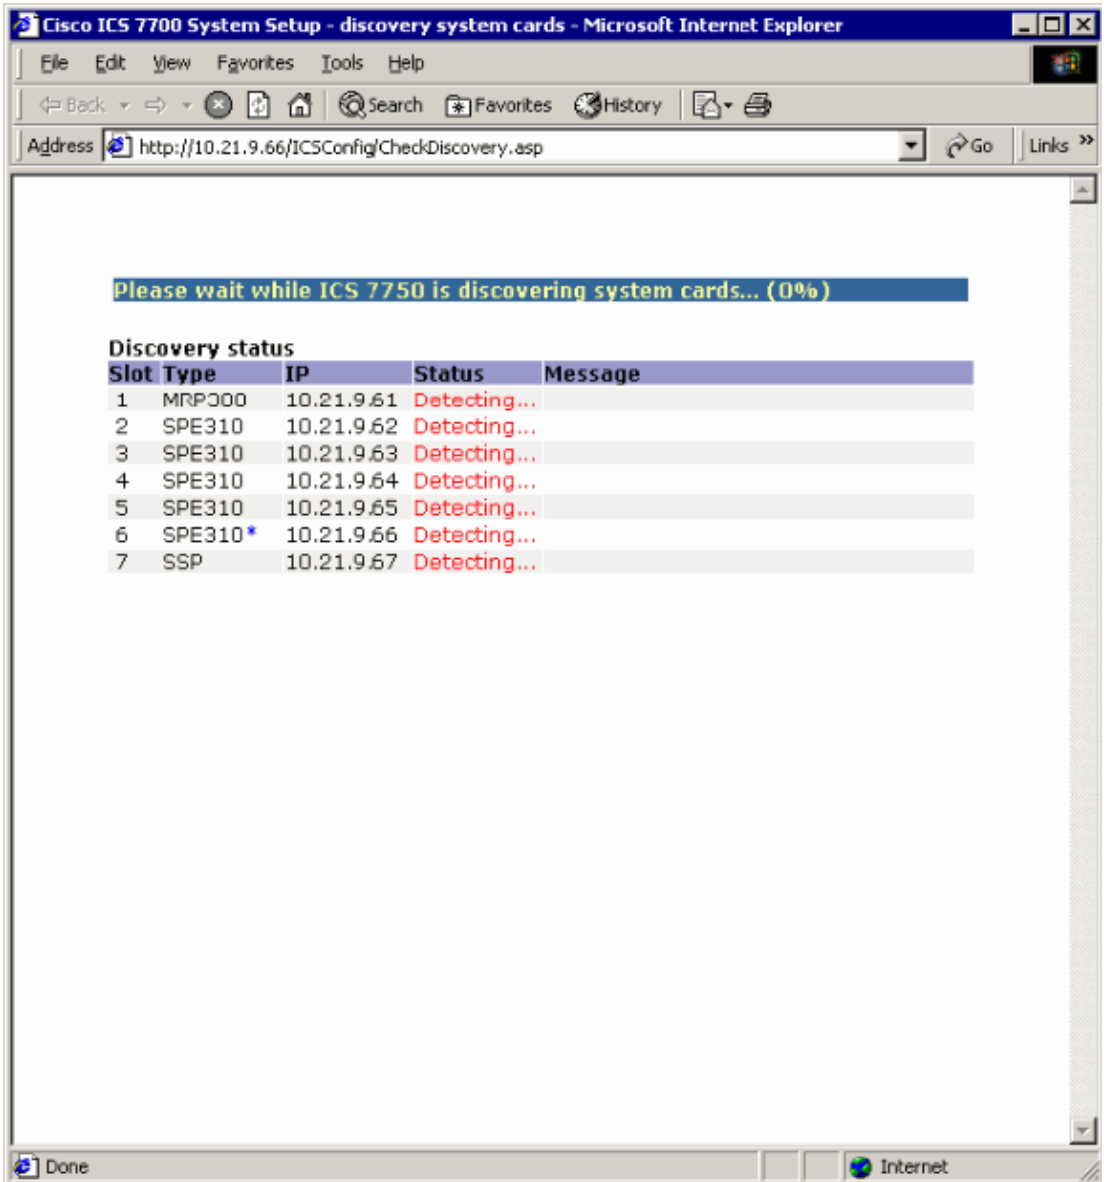 Cisco ICS 7700 System Setup - discovery system cards - Microsoft Internet Explorer
File Edit View Favorites Tools Help
Back Search Favorites History
Address http://10.21.9.66/ICSConfig/CheckDiscovery.asp Go Links »
Please wait while ICS 7750 is discovering system cards... (0%)
Discovery status
Slot Type IP Status Message
1 10.21.9.61 Detecting...
2 SPE310 10.21.9.62 Detecting...
3 SPE310 10.21.9.63 Detecting...
4 SPE310 10.21.9.64 Detecting...
5 SPE310 10.21.9.65 Detecting...
6 SPE310* 10.21.9.66 Detecting...
7 SSP 10.21.9.67 Detecting...
Done Internet